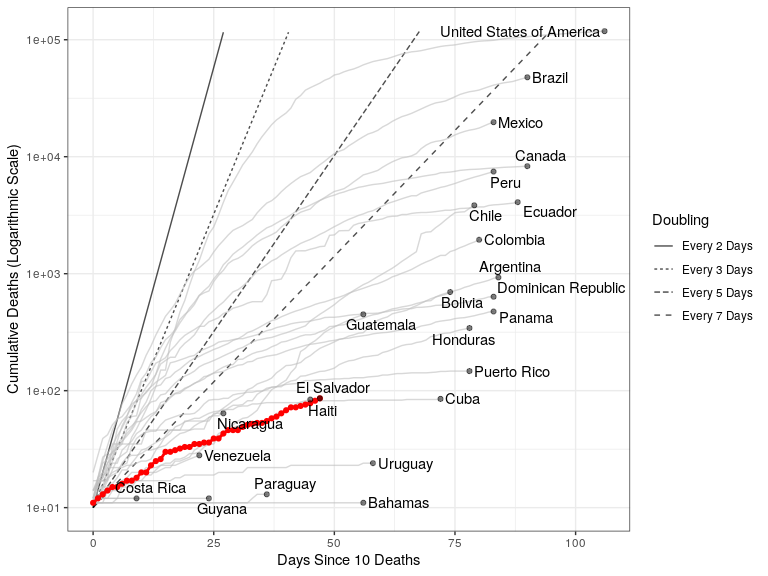 Cumulative Deaths (Logarithmic Scale)
1e+05
1e+04
1e+03
1e+02
1e+01
United States of America
Brazil
Mexico
Canada
Peru
Chile
Ecuador
Colombia
Argentina
Dominican Republic
Bolivia
Panama
Guatemala
Honduras
Puerto Rico
El Salvador
Cuba
Haiti
Nicaragua
Venezuela
Uruguay
Costa Rica
Paraguay
Guyana
Bahamas
0
25
50
75
100
Days Since 10 Deaths
Doubling
Every 2 Days
Every 3 Days
Every 5 Days
Every 7 Days